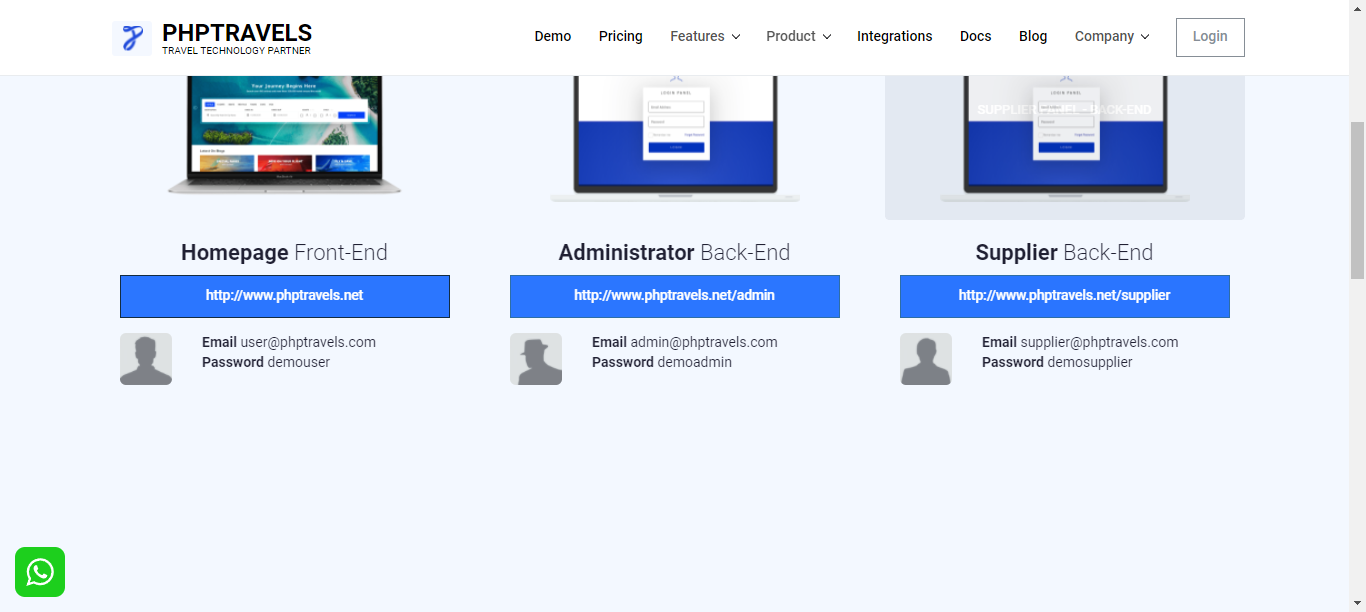 PHPTRAVELS
TRAVEL TECHNOLOGY PARTNER
Demo
Pricing
Features
Product
Integrations
Docs
Blog
Company
Login
Your Journey Begins Here
LOGIN PANEL
LOGIN PANEL
SUPPLIER PANEL - BACK-END
Homepage Front-End
Administrator Back-End
Supplier Back-End
http://www.phptravels.net
http://www.phptravels.net/admin
http://www.phptravels.net/supplier
Email user@phptravels.com
Password demouser
Email admin@phptravels.com
Password demoadmin
Email supplier@phptravels.com
Password demosupplier